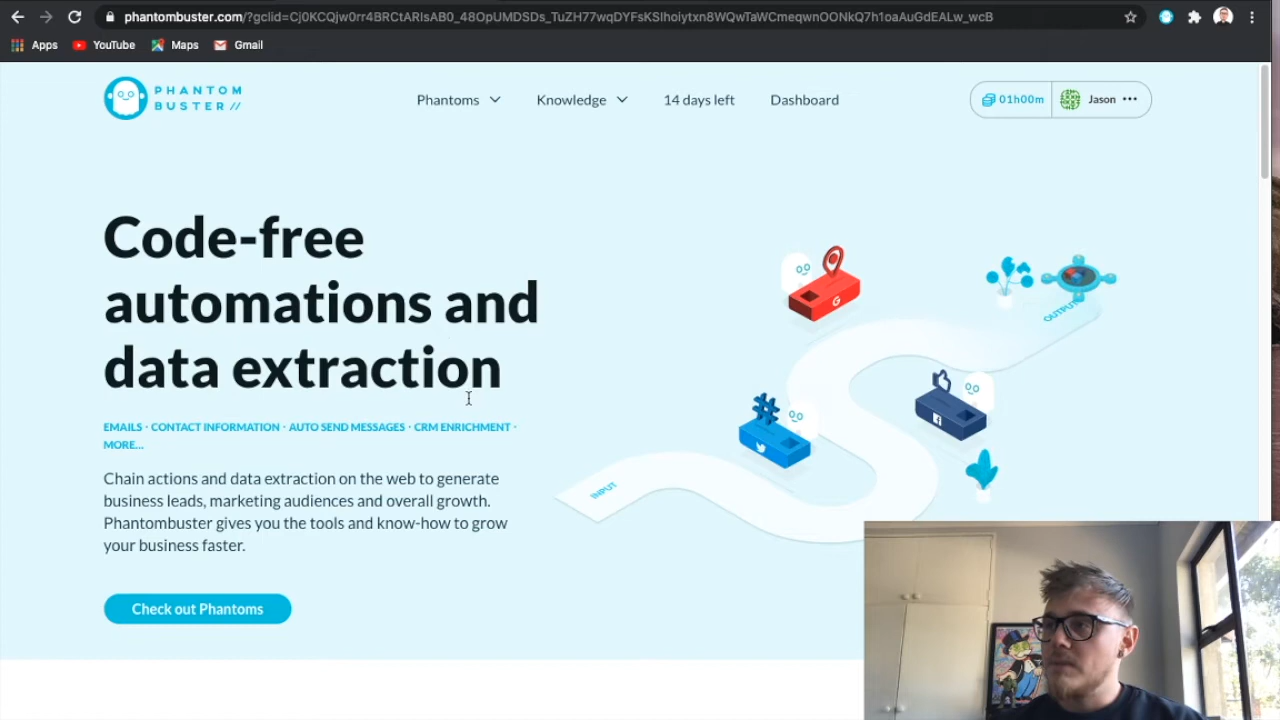 phantombuster.com/?gclid=Cj0KCQjw0rr4BRCtARIsAB0_48OpUMDSDs_TuZH77wqDYFsKSIhoiytxn8WQwTaWCmeqwnOONkQ7h1oaAuGdEALw_wcB
Apps YouTube Maps Gmail
PHANTOM
BUSTER //
Phantoms Knowledge 14 days left Dashboard 01h00m Jason •••
Code-free
automations and
data extraction
EMAILS · CONTACT INFORMATION · AUTO SEND MESSAGES · CRM ENRICHMENT ·
MORE...
Chain actions and data extraction on the web to generate
business leads, marketing audiences and overall growth.
Phantombuster gives you the tools and know-how to grow
your business faster.
Check out Phantoms
G
OUTPUT
INPUT